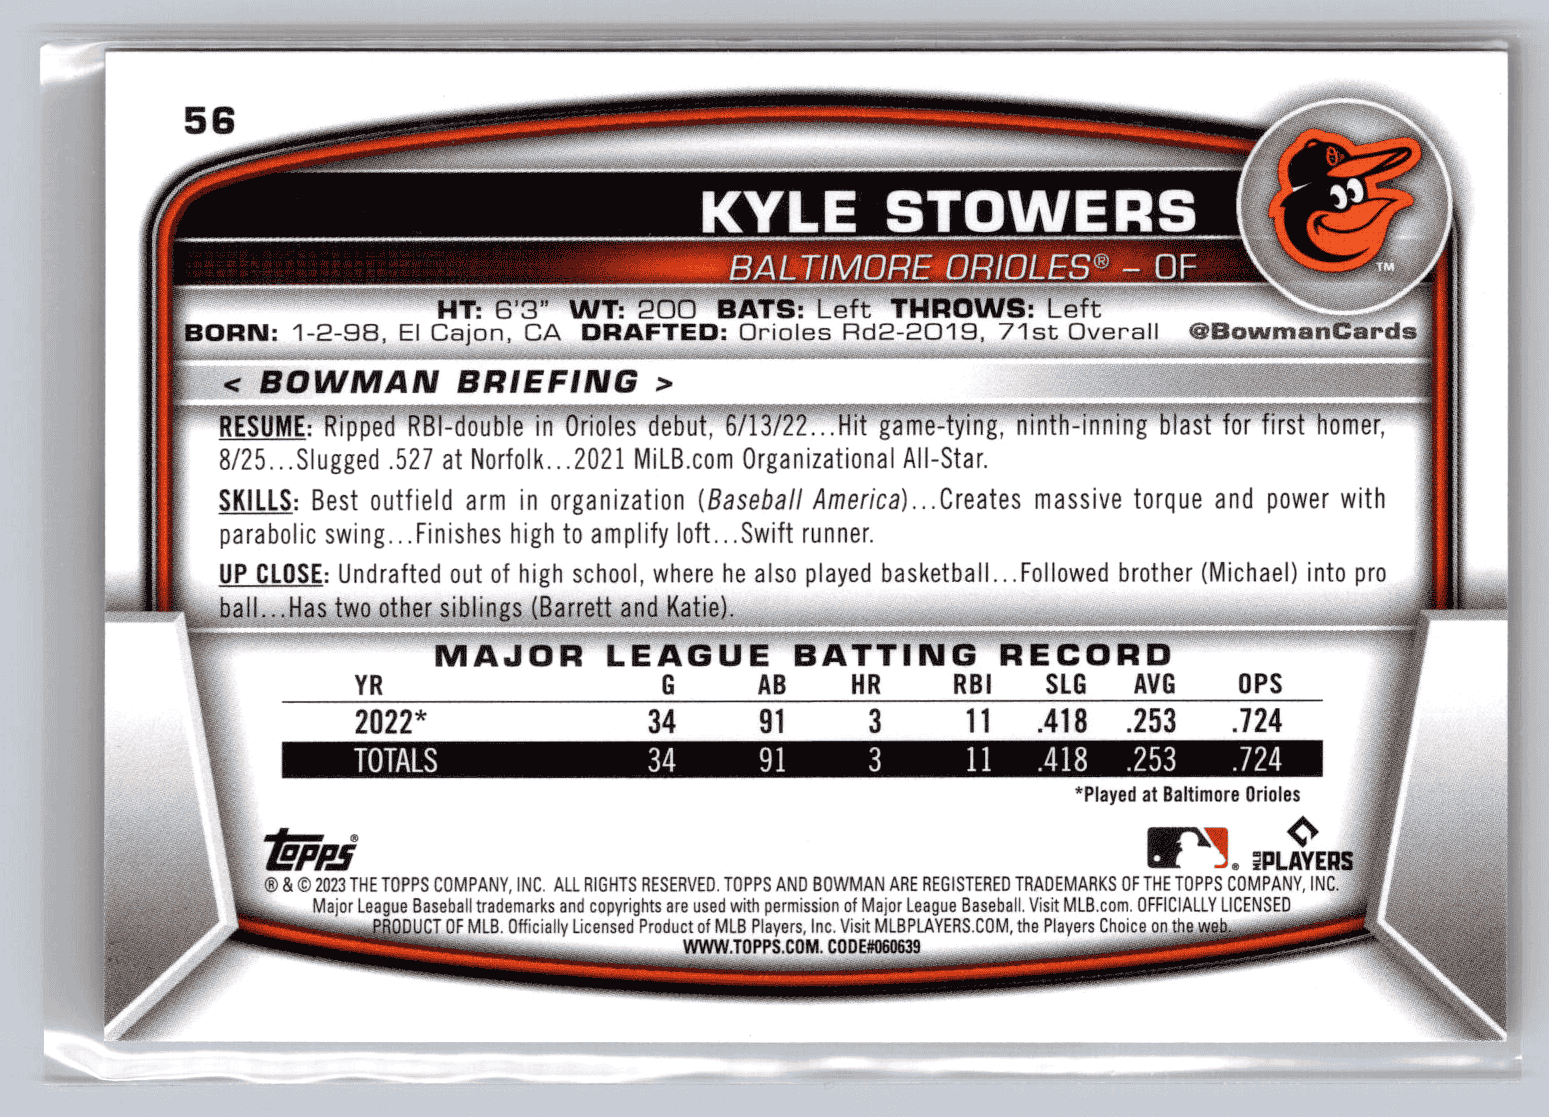 56
KYLE STOWERS
BALTIMORE ORIOLES® – OF
TM
HT: 6'3" WT: 200 BATS: Left THROWS: Left
BORN: 1-2-98, El Cajon, CA DRAFTED: Orioles Rd2-2019, 71st Overall @BowmanCards
< BOWMAN BRIEFING >
RESUME: Ripped RBI-double in Orioles debut, 6/13/22...Hit game-tying, ninth-inning blast for first homer,
8/25...Slugged .527 at Norfolk...2021 MiLB.com Organizational All-Star.
SKILLS: Best outfield arm in organization (Baseball America)...Creates massive torque and power with
parabolic swing...Finishes high to amplify loft...Swift runner.
UP CLOSE: Undrafted out of high school, where he also played basketball...Followed brother (Michael) into pro
ball...Has two other siblings (Barrett and Katie).
MAJOR LEAGUE BATTING RECORD
YR G AB HR RBI SLG AVG OPS
2022* 34 91 3 11 .418 .253 .724
TOTALS 34 91 3 11 .418 .253 .724
*Played at Baltimore Orioles
TOPPS® ® MLB PLAYERS
® & © 2023 THE TOPPS COMPANY, INC. ALL RIGHTS RESERVED. TOPPS AND BOWMAN ARE REGISTERED TRADEMARKS OF THE TOPPS COMPANY, INC.
Major League Baseball trademarks and copyrights are used with permission of Major League Baseball. Visit MLB.com. OFFICIALLY LICENSED
PRODUCT OF MLB. Officially Licensed Product of MLB Players, Inc. Visit MLBPLAYERS.COM, the Players Choice on the web.
WWW.TOPPS.COM. CODE#060639